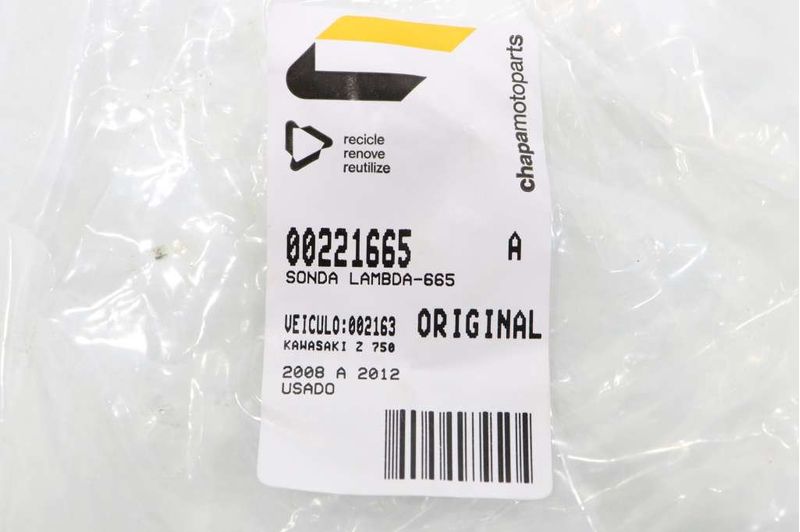 chapamotoparts
recicle
renove
reutilize
00221665 A
SONDA LAMBDA-665
VEICULO:002163 ORIGINAL
KAWASAKI Z 750
2008 A 2012
USADO